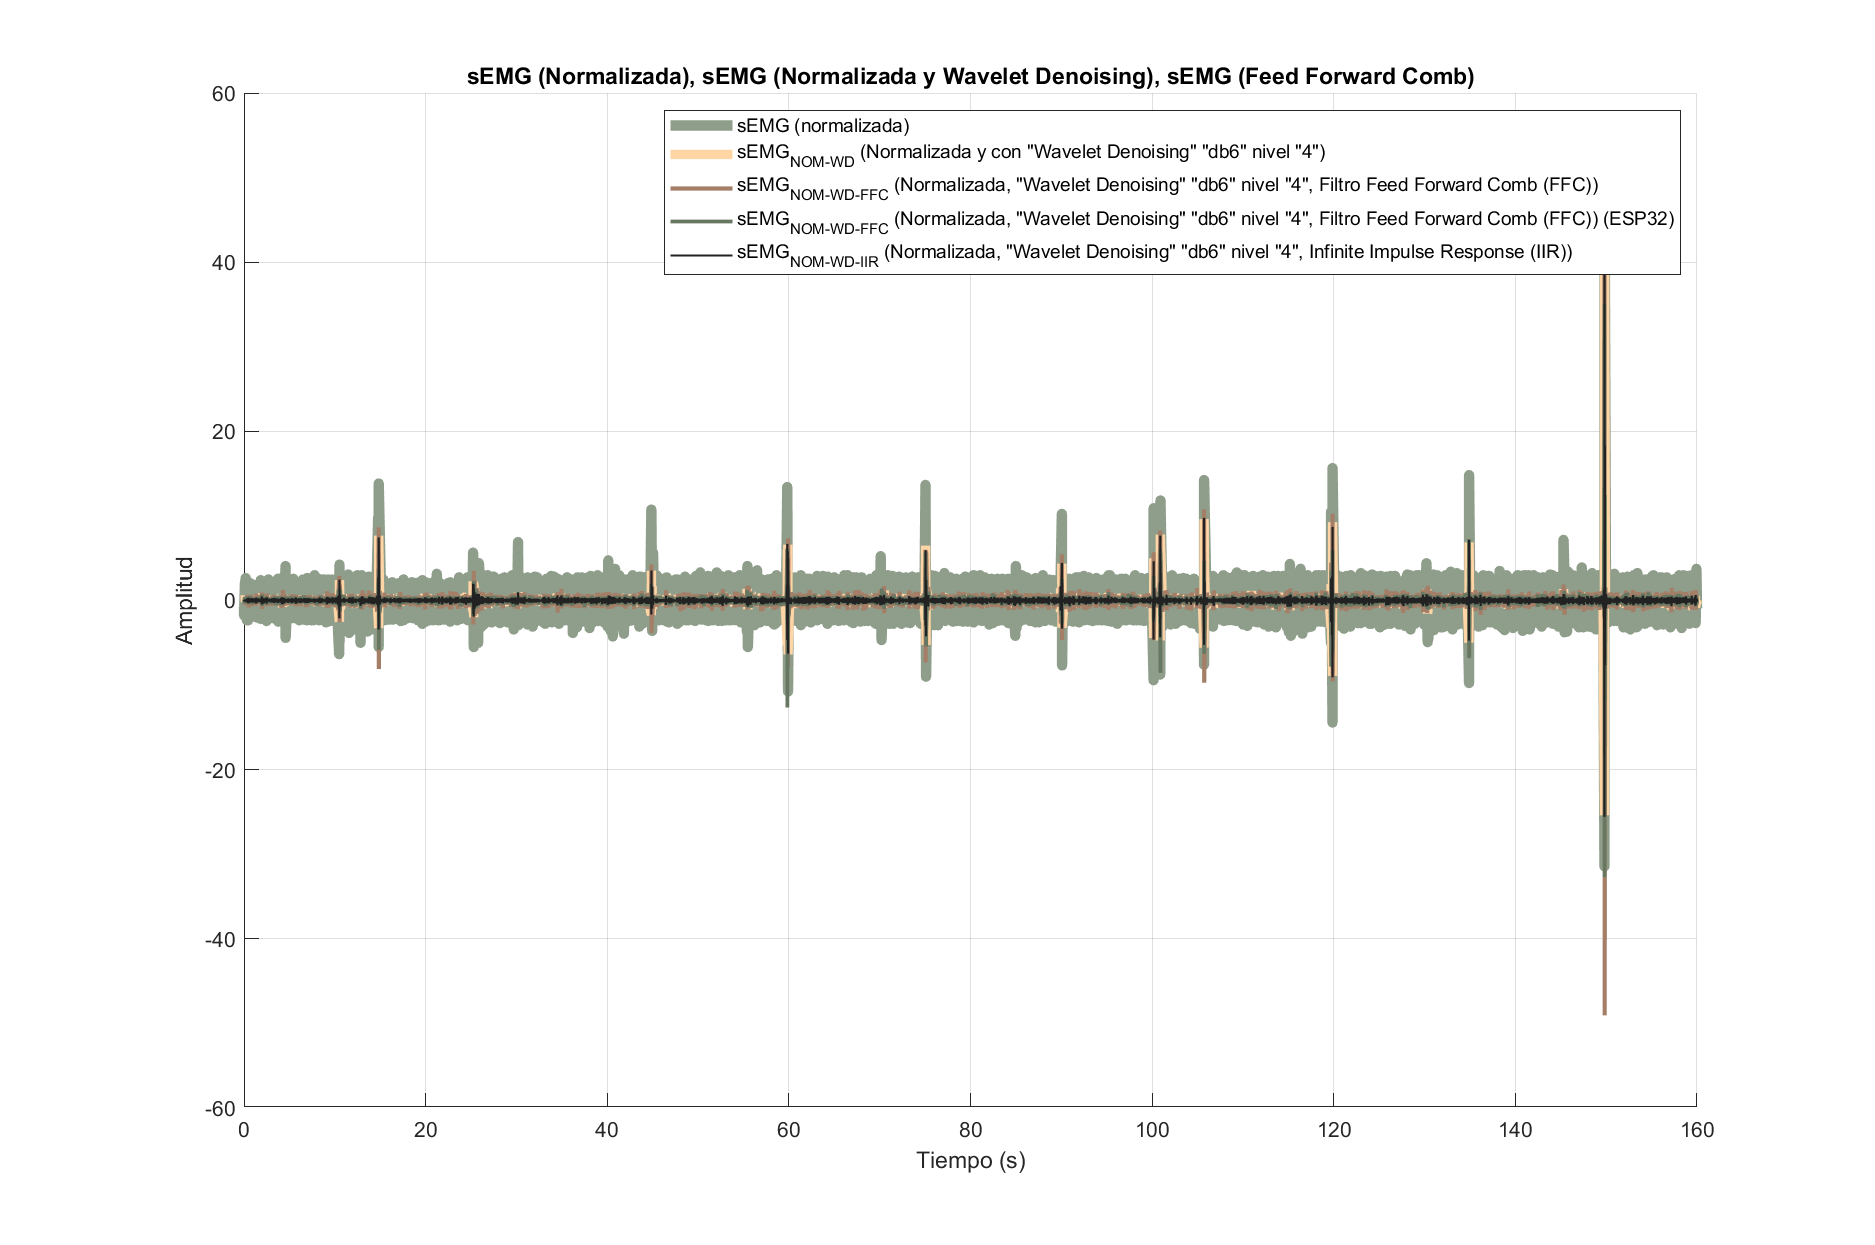 sEMG (Normalizada), sEMG (Normalizada y Wavelet Denoising), sEMG (Feed Forward Comb)
sEMG (normalizada)
sEMG_NOM-WD (Normalizada y con "Wavelet Denoising" "db6" nivel "4")
sEMG_NOM-WD-FFC (Normalizada, "Wavelet Denoising" "db6" nivel "4", Filtro Feed Forward Comb (FFC))
sEMG_NOM-WD-FFC (Normalizada, "Wavelet Denoising" "db6" nivel "4", Filtro Feed Forward Comb (FFC)) (ESP32)
sEMG_NOM-WD-IIR (Normalizada, "Wavelet Denoising" "db6" nivel "4", Infinite Impulse Response (IIR))
Amplitud
60
40
20
0
-20
-40
-60
0 20 40 60 80 100 120 140 160
Tiempo (s)